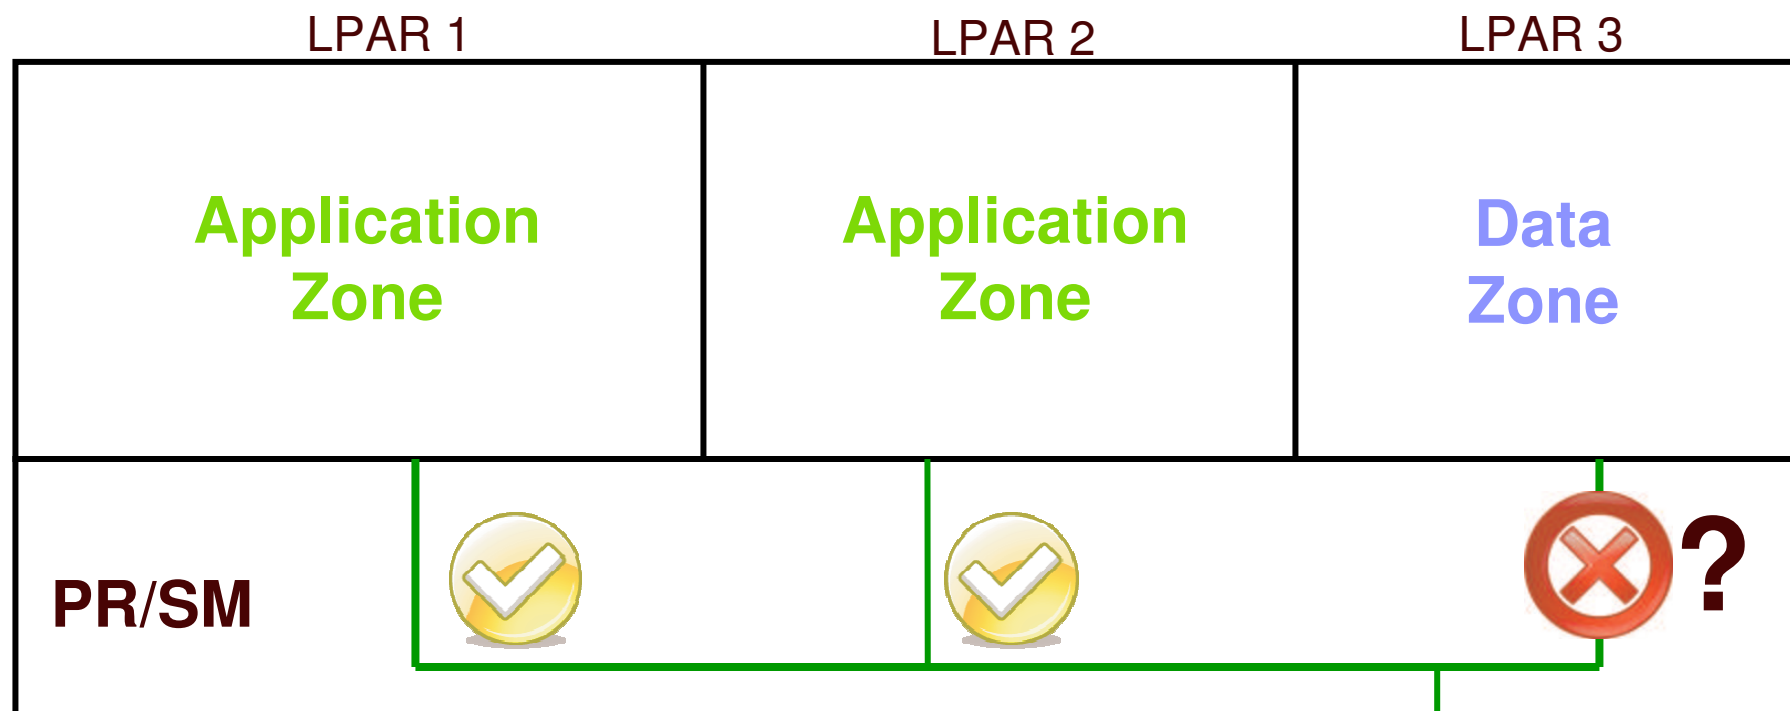 LPAR 1
LPAR 2
LPAR 3
Application
Zone
Application
Zone
Data
Zone
PR/SM
?